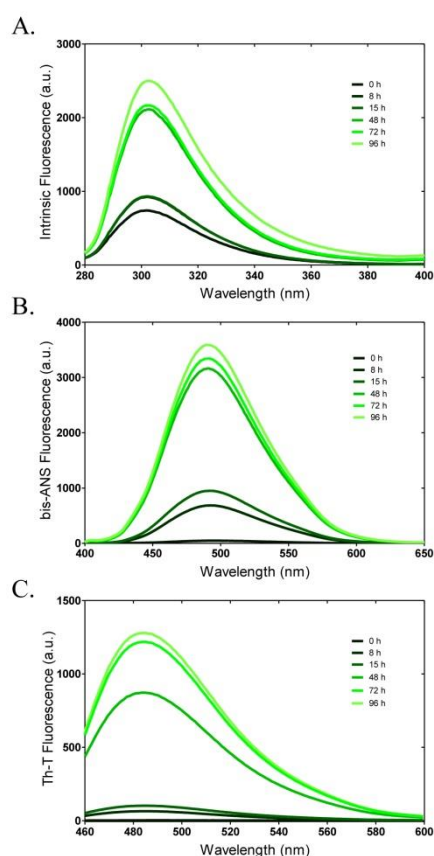 A.
3000
2000
1000
0
Intrinsic Fluorescence (a.u.)
0 h
8 h
15 h
48 h
72 h
96 h
280 300 320 340 360 380 400
Wavelength (nm)
B.
4000
3000
2000
1000
0
bis-ANS Fluorescence (a.u.)
0 h
8 h
15 h
48 h
72 h
96 h
400 450 500 550 600 650
Wavelength (nm)
C.
1500
1000
500
0
Th-T Fluorescence (a.u.)
0 h
8 h
15 h
48 h
72 h
96 h
460 480 500 520 540 560 580 600
Wavelength (nm)